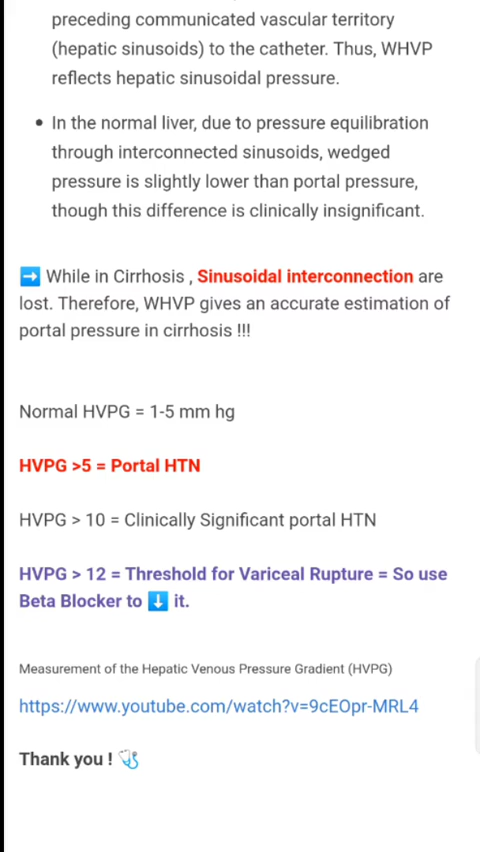 preceding communicated vascular territory
(hepatic sinusoids) to the catheter. Thus, WHVP
reflects hepatic sinusoidal pressure.
• In the normal liver, due to pressure equilibration
through interconnected sinusoids, wedged
pressure is slightly lower than portal pressure,
though this difference is clinically insignificant.
➡️ While in Cirrhosis , Sinusoidal interconnection are
lost. Therefore, WHVP gives an accurate estimation of
portal pressure in cirrhosis !!!
Normal HVPG = 1-5 mm hg
HVPG >5 = Portal HTN
HVPG > 10 = Clinically Significant portal HTN
HVPG > 12 = Threshold for Variceal Rupture = So use
Beta Blocker to ⬇️ it.
Measurement of the Hepatic Venous Pressure Gradient (HVPG)
https://www.youtube.com/watch?v=9cEOpr-MRL4
Thank you ! 🩺